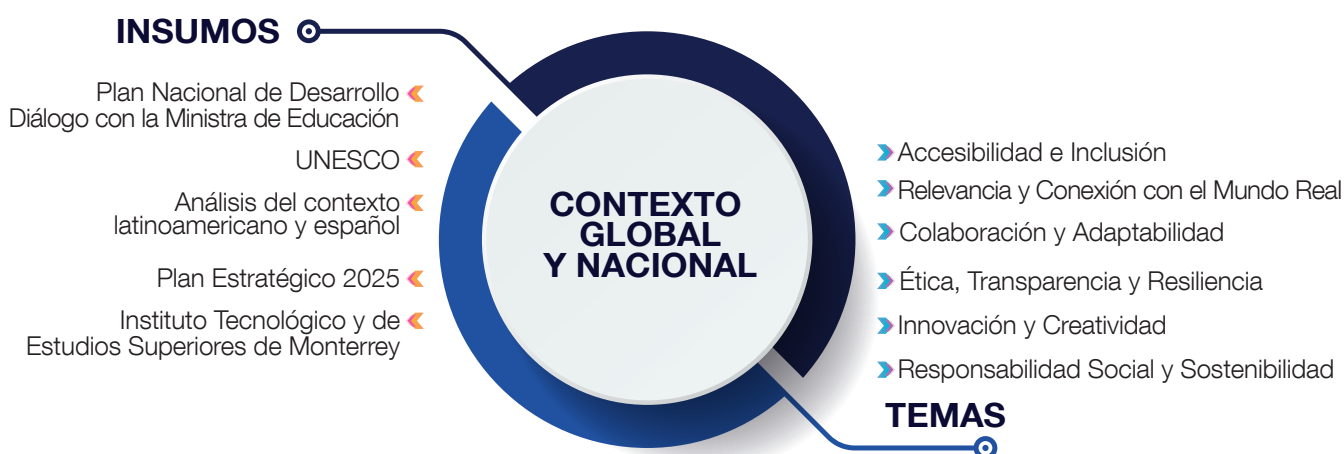 INSUMOS
Plan Nacional de Desarrollo
Diálogo con la Ministra de Educación
UNESCO
Análisis del contexto
latinoamericano y español
Plan Estratégico 2025
Instituto Tecnológico y de
Estudios Superiores de Monterrey
CONTEXTO
GLOBAL
Y NACIONAL
Accesibilidad e Inclusión
Relevancia y Conexión con el Mundo Real
Colaboración y Adaptabilidad
Ética, Transparencia y Resiliencia
Innovación y Creatividad
Responsabilidad Social y Sostenibilidad
TEMAS